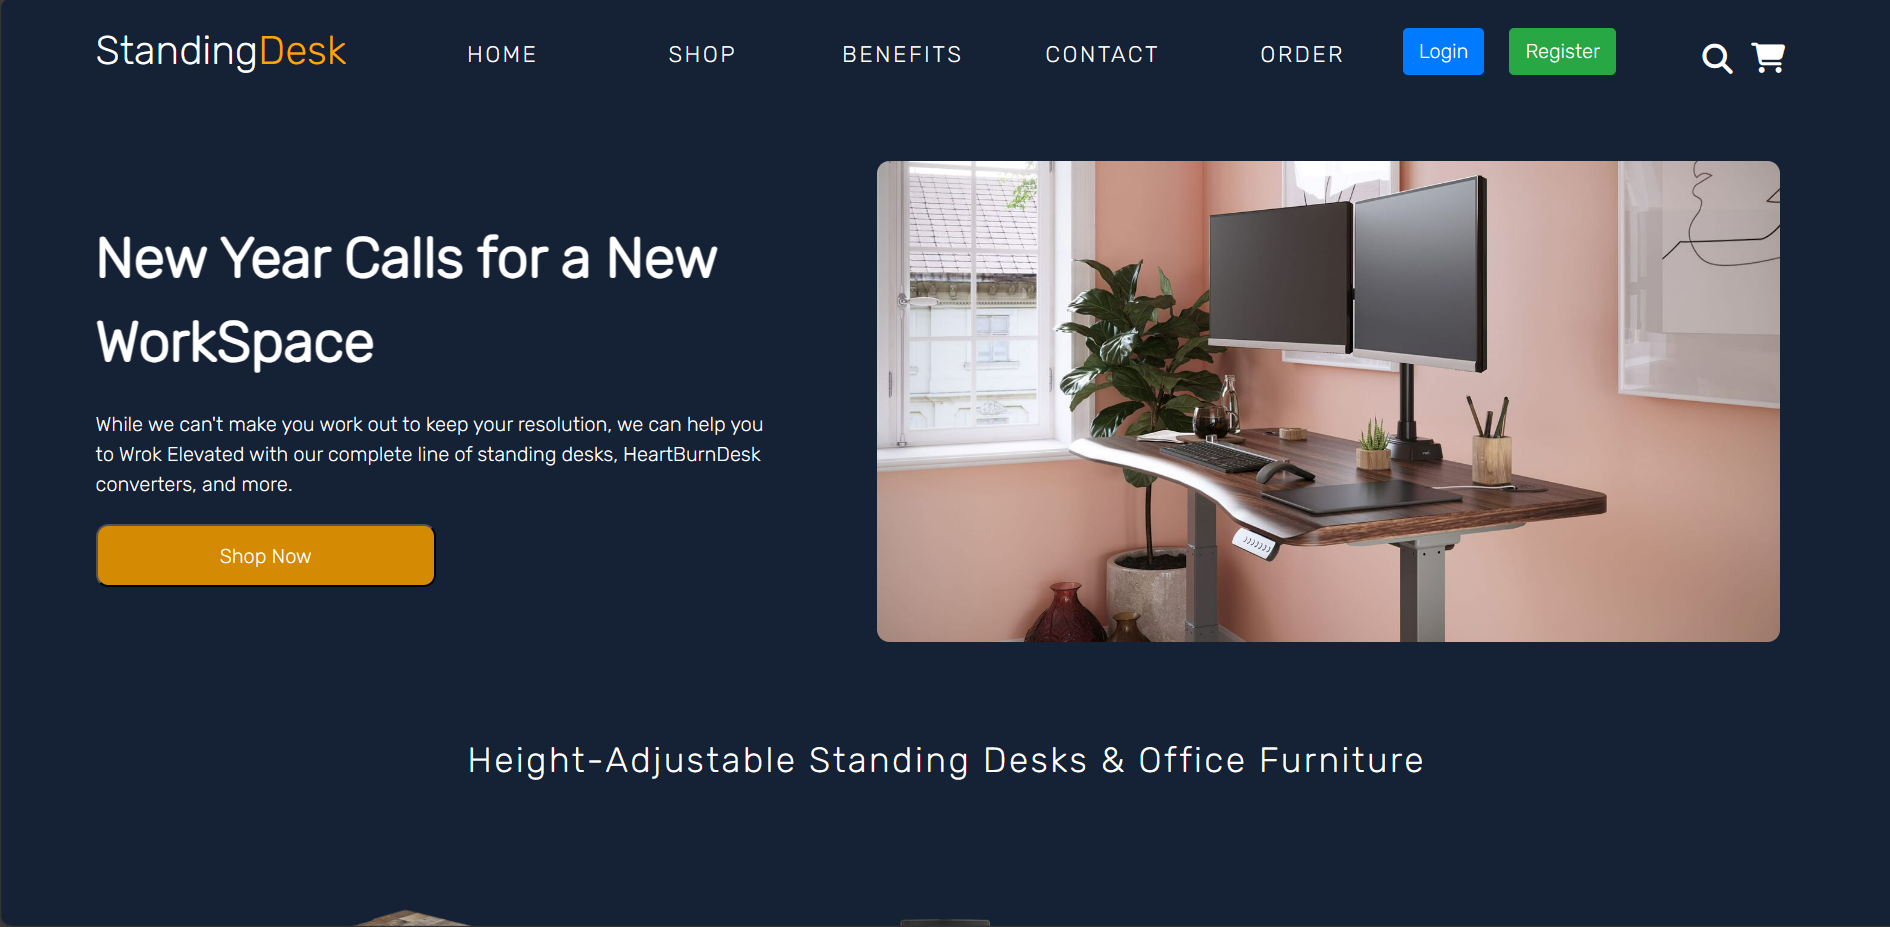 StandingDesk HOME SHOP BENEFITS CONTACT ORDER Login Register
New Year Calls for a New
WorkSpace
While we can't make you work out to keep your resolution, we can help you
to Wrok Elevated with our complete line of standing desks, HeartBurnDesk
converters, and more.
Shop Now
Height-Adjustable Standing Desks & Office Furniture